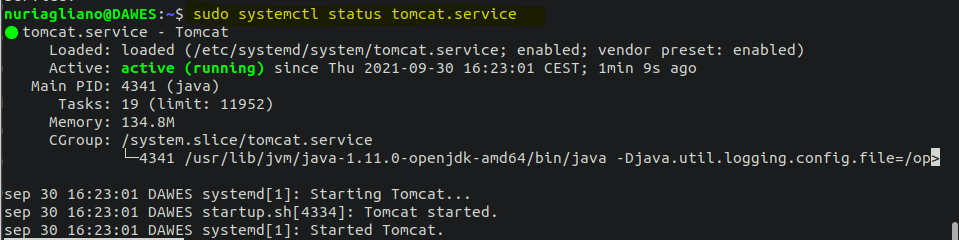 nuriagliano@DAWES:~$ sudo systemctl status tomcat.service
● tomcat.service - Tomcat
Loaded: loaded (/etc/systemd/system/tomcat.service; enabled; vendor preset: enabled)
Active: active (running) since Thu 2021-09-30 16:23:01 CEST; 1min 9s ago
Main PID: 4341 (java)
Tasks: 19 (limit: 11952)
Memory: 134.8M
CGroup: /system.slice/tomcat.service
└─4341 /usr/lib/jvm/java-1.11.0-openjdk-amd64/bin/java -Djava.util.logging.config.file=/op>
sep 30 16:23:01 DAWES systemd[1]: Starting Tomcat...
sep 30 16:23:01 DAWES startup.sh[4334]: Tomcat started.
sep 30 16:23:01 DAWES systemd[1]: Started Tomcat.